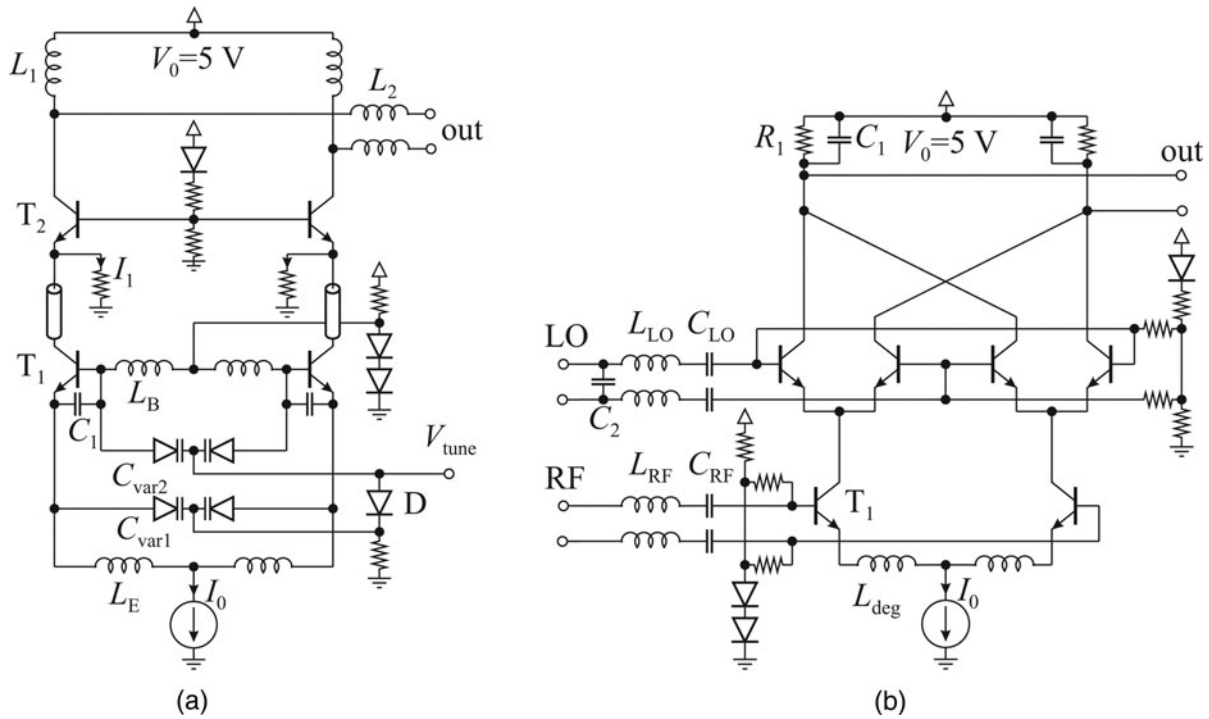 L1
V0=5 V
L2
out
T2
I1
T1
LB
C1
Vtune
Cvar2
D
Cvar1
LE
I0
(a)
R1
C1
V0=5 V
out
LO
LLO
CLO
C2
RF
LRF
CRF
T1
Ldeg
I0
(b)